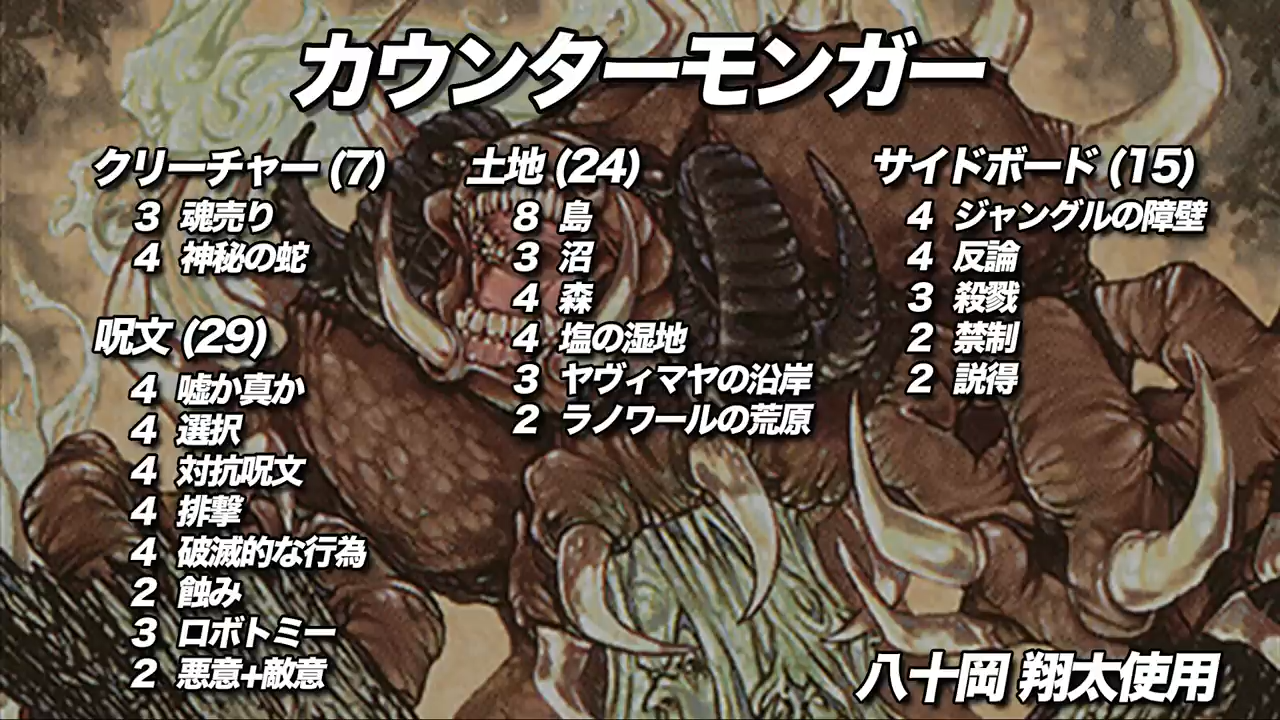 カウンターモンガー
クリーチャー (7)
3 魂売り
4 神秘の蛇
呪文 (29)
4 嘘か真か
4 選択
4 対抗呪文
4 排撃
4 破滅的な行為
2 蝕み
3 ロボトミー
2 悪意+敵意
土地 (24)
8 島
3 沼
4 森
4 塩の湿地
3 ヤヴィマヤの沿岸
2 ラノワールの荒原
サイドボード (15)
4 ジャングルの障壁
4 反論
3 殺戮
2 禁制
2 説得
八十岡 翔太使用